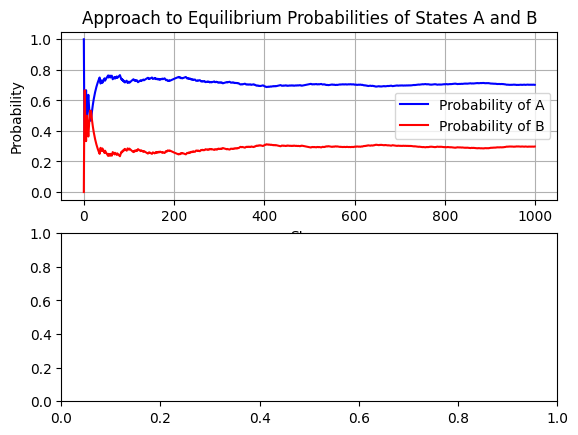 Approach to Equilibrium Probabilities of States A and B
1.0
0.8
0.6
0.4
0.2
0.0
Probability
Probability of A
Probability of B
0 200 400 600 800 1000
1.0
0.8
0.6
0.4
0.2
0.0
0.0 0.2 0.4 0.6 0.8 1.0